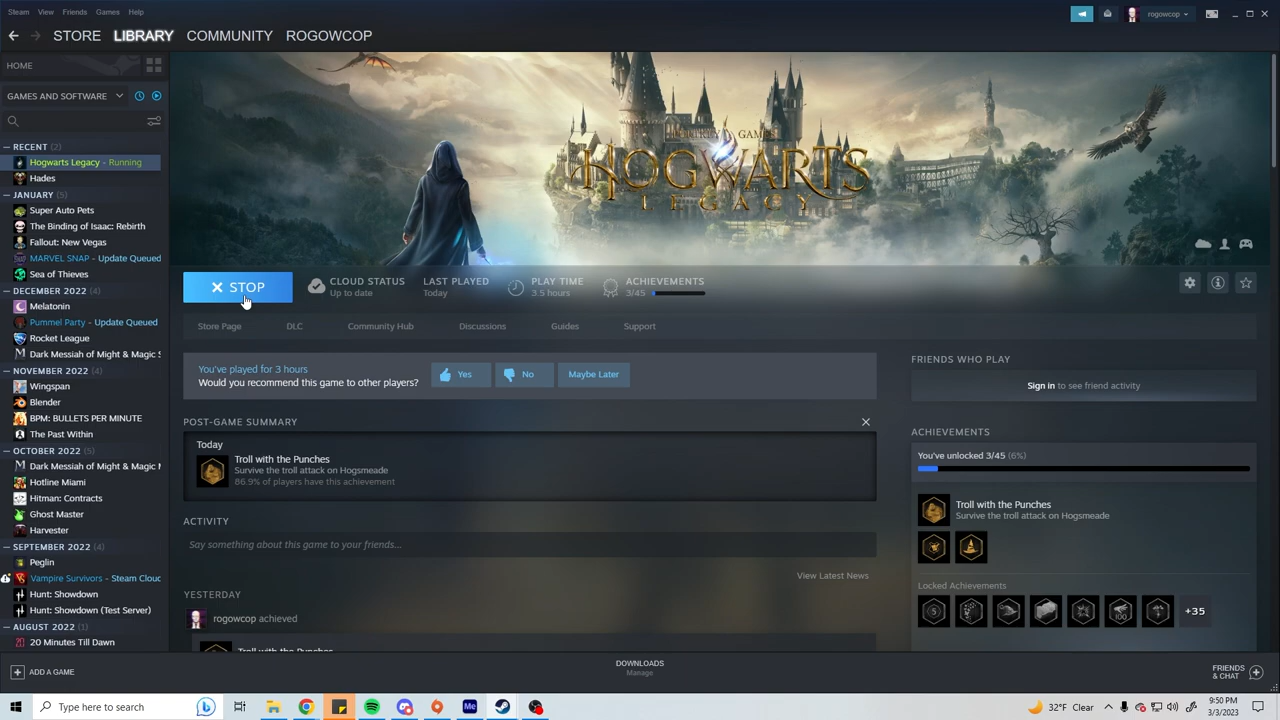 Steam View Friends Games Help
rogowcop
STORE LIBRARY COMMUNITY ROGOWCOP
HOME
GAMES AND SOFTWARE
RECENT (2)
Hogwarts Legacy - Running
Hades
JANUARY (5)
Super Auto Pets
The Binding of Isaac: Rebirth
Fallout: New Vegas
MARVEL SNAP - Update Queued
Sea of Thieves
DECEMBER 2022 (4)
Melatonin
Pummel Party - Update Queued
Rocket League
Dark Messiah of Might & Magic S
NOVEMBER 2022 (4)
Wingspan
Blender
BPM: BULLETS PER MINUTE
The Past Within
OCTOBER 2022 (5)
Dark Messiah of Might & Magic M
Hotline Miami
Hitman: Contracts
Ghost Master
Harvester
SEPTEMBER 2022 (4)
Peglin
Vampire Survivors - Steam Cloud
Hunt: Showdown
Hunt: Showdown (Test Server)
AUGUST 2022 (1)
20 Minutes Till Dawn
ADD A GAME
GAMES
HOGWARTS
LEGACY
STOP
CLOUD STATUS
Up to date
LAST PLAYED
Today
PLAY TIME
3.5 hours
ACHIEVEMENTS
3/45
Store Page DLC Community Hub Discussions Guides Support
You've played for 3 hours
Would you recommend this game to other players?
Yes No Maybe Later
POST-GAME SUMMARY
Today
Troll with the Punches
Survive the troll attack on Hogsmeade
86.9% of players have this achievement
ACTIVITY
Say something about this game to your friends...
View Latest News
YESTERDAY
rogowcop achieved
Troll with the Punches
FRIENDS WHO PLAY
Sign in to see friend activity
ACHIEVEMENTS
You've unlocked 3/45 (6%)
Troll with the Punches
Survive the troll attack on Hogsmeade
Locked Achievements
5
100
+35
DOWNLOADS
Manage
FRIENDS
& CHAT
Type here to search
Me
32°F Clear
9:50 PM
3/3/2023